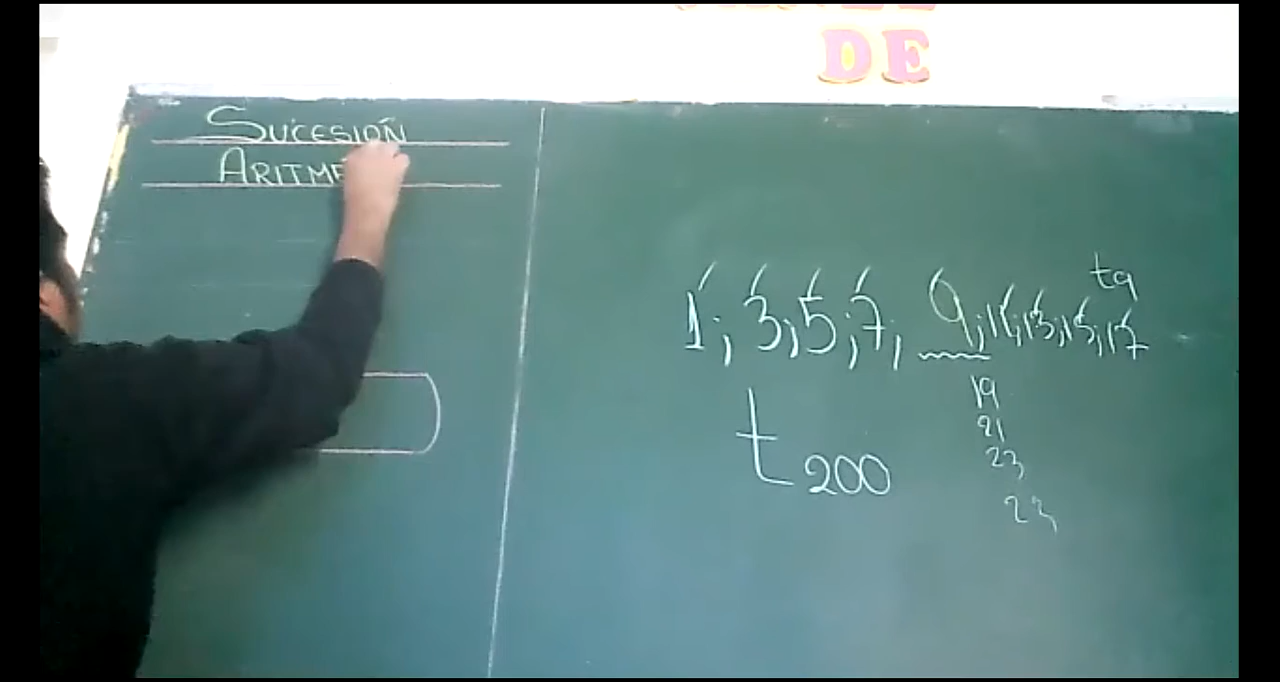 DE
SUCESIÓN
ARITME
t9
1; 3; 5; 7; 9; 11; 13; 15; 17
19
21
23
t200
23